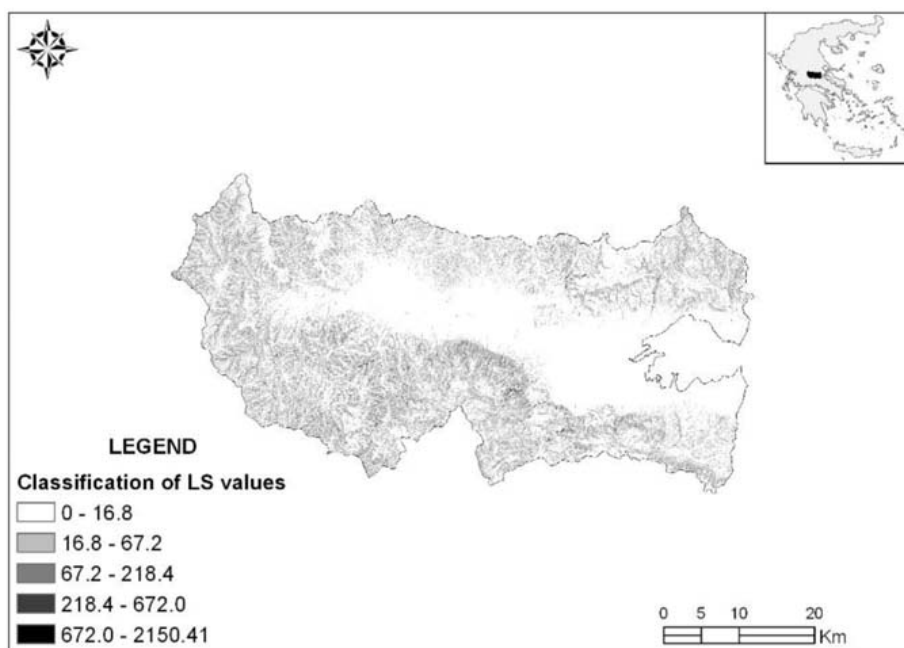 LEGEND
Classification of LS values
0 - 16.8
16.8 - 67.2
67.2 - 218.4
218.4 - 672.0
672.0 - 2150.41
0 5 10 20
Km